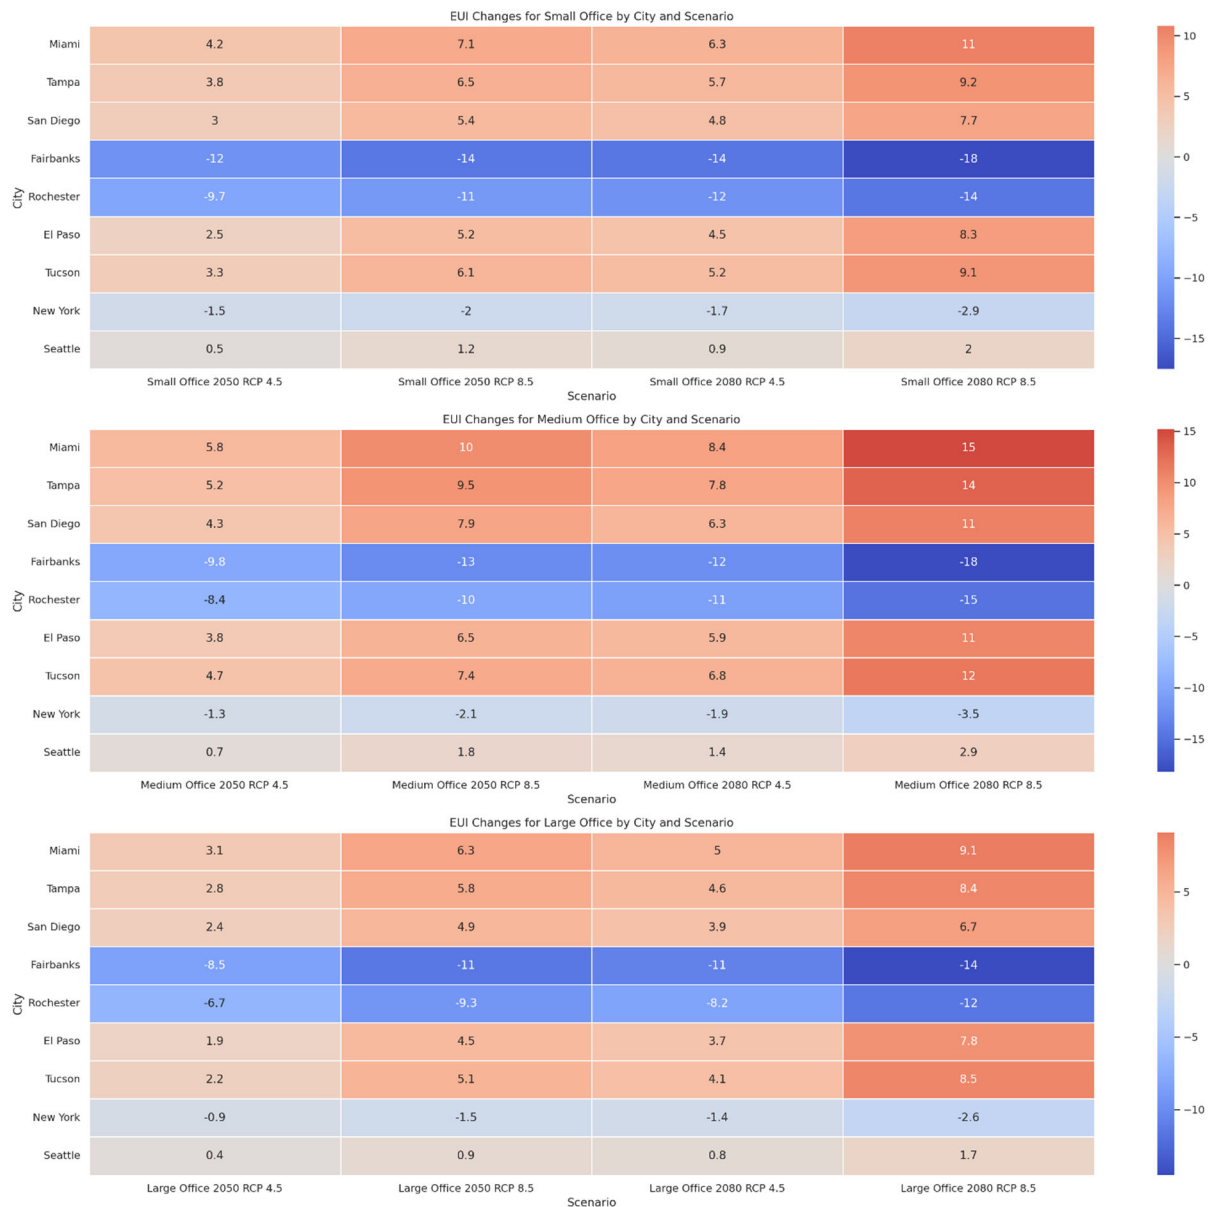 EUI Changes for Small Office by City and Scenario
Miami 4.2 7.1 6.3 11
Tampa 3.8 6.5 5.7 9.2
San Diego 3 5.4 4.8 7.7
Fairbanks -12 -14 -14 -18
City
Rochester -9.7 -11 -12 -14
El Paso 2.5 5.2 4.5 8.3
Tucson 3.3 6.1 5.2 9.1
New York -1.5 -2 -1.7 -2.9
Seattle 0.5 1.2 0.9 2
Small Office 2050 RCP 4.5 Small Office 2050 RCP 8.5 Small Office 2080 RCP 4.5 Small Office 2080 RCP 8.5
Scenario
10
5
0
−5
−10
−15
EUI Changes for Medium Office by City and Scenario
Miami 5.8 10 8.4 15
Tampa 5.2 9.5 7.8 14
San Diego 4.3 7.9 6.3 11
Fairbanks -9.8 -13 -12 -18
City
Rochester -8.4 -10 -11 -15
El Paso 3.8 6.5 5.9 11
Tucson 4.7 7.4 6.8 12
New York -1.3 -2.1 -1.9 -3.5
Seattle 0.7 1.8 1.4 2.9
Medium Office 2050 RCP 4.5 Medium Office 2050 RCP 8.5 Medium Office 2080 RCP 4.5 Medium Office 2080 RCP 8.5
Scenario
15
10
5
0
−5
−10
−15
EUI Changes for Large Office by City and Scenario
Miami 3.1 6.3 5 9.1
Tampa 2.8 5.8 4.6 8.4
San Diego 2.4 4.9 3.9 6.7
Fairbanks -8.5 -11 -11 -14
City
Rochester -6.7 -9.3 -8.2 -12
El Paso 1.9 4.5 3.7 7.8
Tucson 2.2 5.1 4.1 8.5
New York -0.9 -1.5 -1.4 -2.6
Seattle 0.4 0.9 0.8 1.7
Large Office 2050 RCP 4.5 Large Office 2050 RCP 8.5 Large Office 2080 RCP 4.5 Large Office 2080 RCP 8.5
Scenario
5
0
−5
−10